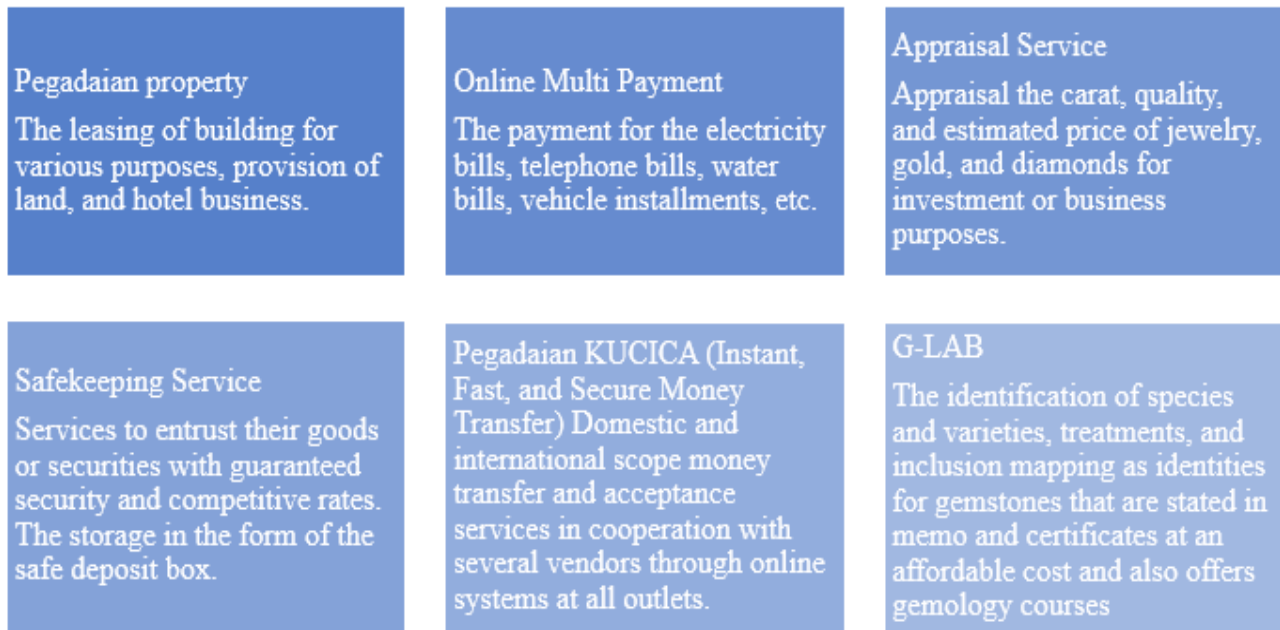 Pegadaian property
The leasing of building for
various purposes, provision of
land, and hotel business.
Online Multi Payment
The payment for the electricity
bills, telephone bills, water
bills, vehicle installments, etc.
Appraisal Service
Appraisal the carat, quality,
and estimated price of jewelry,
gold, and diamonds for
investment or business
purposes.
Safekeeping Service
Services to entrust their goods
or securities with guaranteed
security and competitive rates.
The storage in the form of the
safe deposit box.
Pegadaian KUCICA (Instant,
Fast, and Secure Money
Transfer) Domestic and
international scope money
transfer and acceptance
services in cooperation with
several vendors through online
systems at all outlets.
G-LAB
The identification of species
and varieties, treatments, and
inclusion mapping as identities
for gemstones that are stated in
memo and certificates at an
affordable cost and also offers
gemology courses